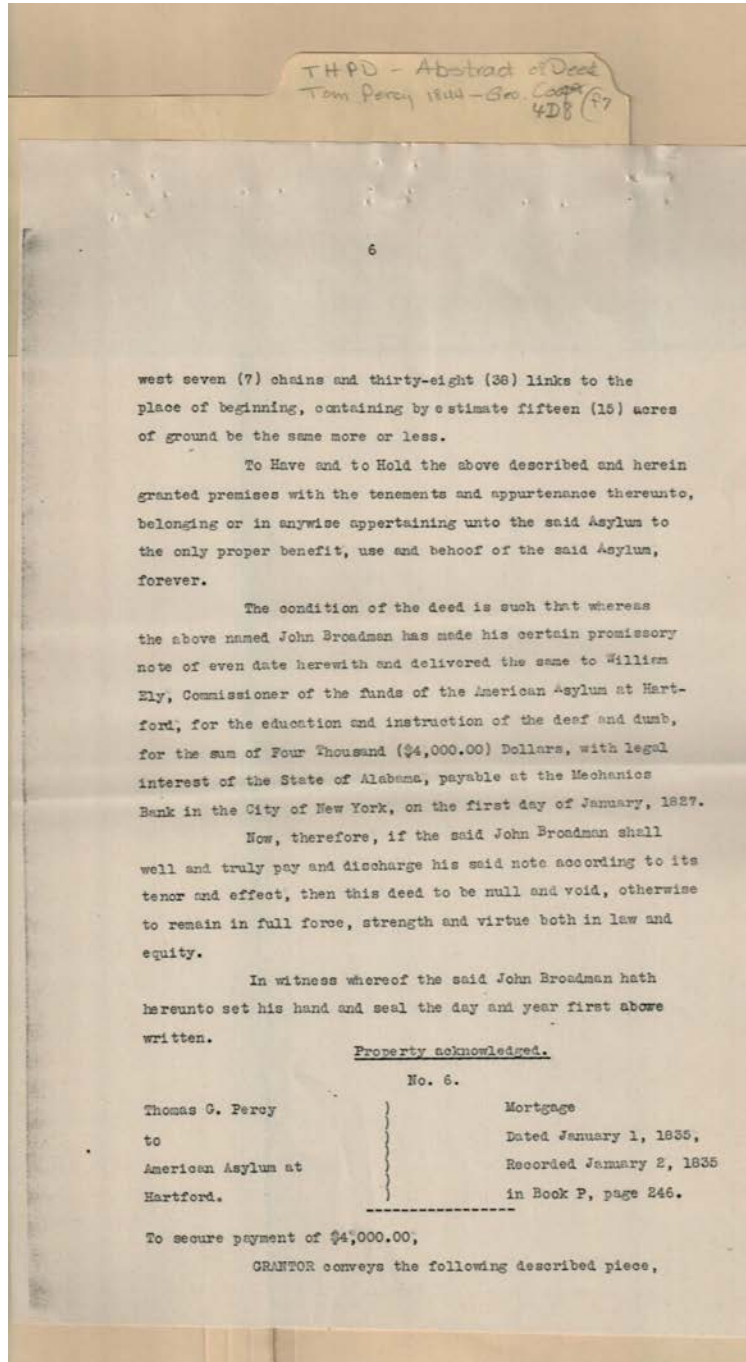 THPD - Abstract of Deed
Tom Percy 1844 - Geo.
4D8
6
west seven (7) chains and thirty-eight (38) links to the
place of beginning, containing by estimate fifteen (15) acres
of ground be the same more or less.
To Have and to Hold the above described and herein
granted premises with the tenements and appurtenance thereunto,
belonging or in anywise appertaining unto the said Asylum to
the only proper benefit, use and behoof of the said Asylum,
forever.
The condition of the deed is such that whereas
the above named John Broadman has made his certain promissory
note of even date herewith and delivered the same to William
Ely, Commissioner of the funds of the American Asylum at Hart-
ford, for the education and instruction of the deaf and dumb,
for the sum of Four Thousand ($4,000.00) Dollars, with legal
interest of the State of Alabama, payable at the Mechanics
Bank in the City of New York, on the first day of January, 1827.
Now, therefore, if the said John Broadman shall
well and truly pay and discharge his said note according to its
tenor and effect, then this deed to be null and void, otherwise
to remain in full force, strength and virtue both in law and
equity.
In witness whereof the said John Broadman hath
hereunto set his hand and seal the day and year first above
written.
Property acknowledged.
No. 6.
Thomas G. Percy
to
American Asylum at
Hartford.
Mortgage
Dated January 1, 1835,
Recorded January 2, 1835
in Book P, page 246.
To secure payment of $4,000.00,
GRANTOR conveys the following described piece,